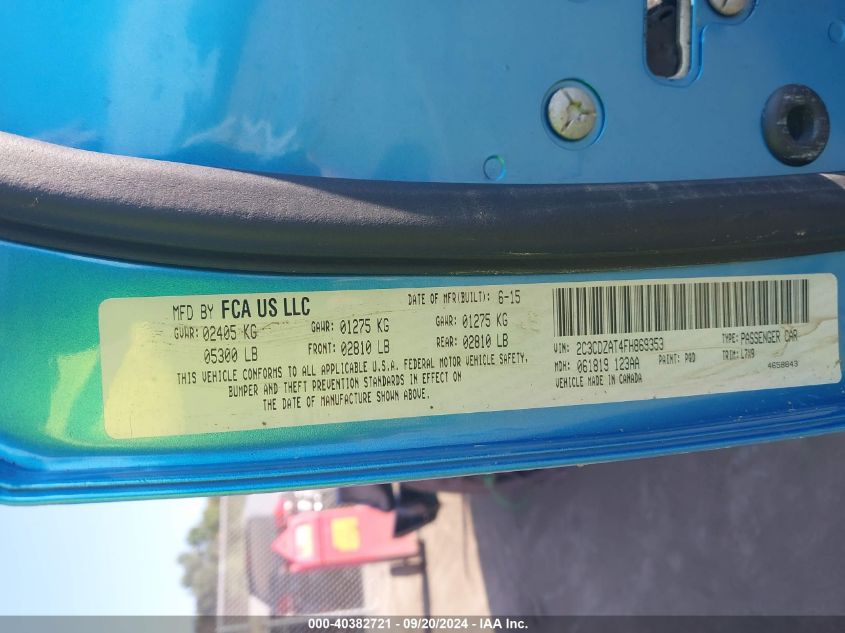 MFD BY FCA US LLC
DATE OF MFR(BUILT): 6-15
GVWR: 02405 KG
GAWR: 01275 KG
GAWR: 01275 KG
05300 LB
FRONT: 02810 LB
REAR: 02810 LB
THIS VEHICLE CONFORMS TO ALL APPLICABLE U.S.A. FEDERAL MOTOR VEHICLE SAFETY,
BUMPER AND THEFT PREVENTION STANDARDS IN EFFECT ON
THE DATE OF MANUFACTURE SHOWN ABOVE.
VIN: 2C3CDZAT4FH869353
TYPE: PASSENGER CAR
MDH: 061819 123AA
PAINT: PQD
TRIM: L7X9
VEHICLE MADE IN CANADA
4658643
000-40382721 - 09/20/2024 - IAA Inc.